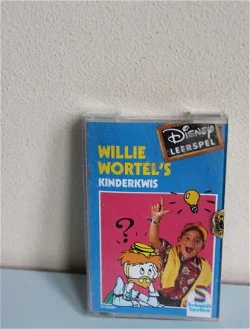 DISNEY
LEERSPEL
WILLIE
WORTEL'S
KINDERKWIS
?
S